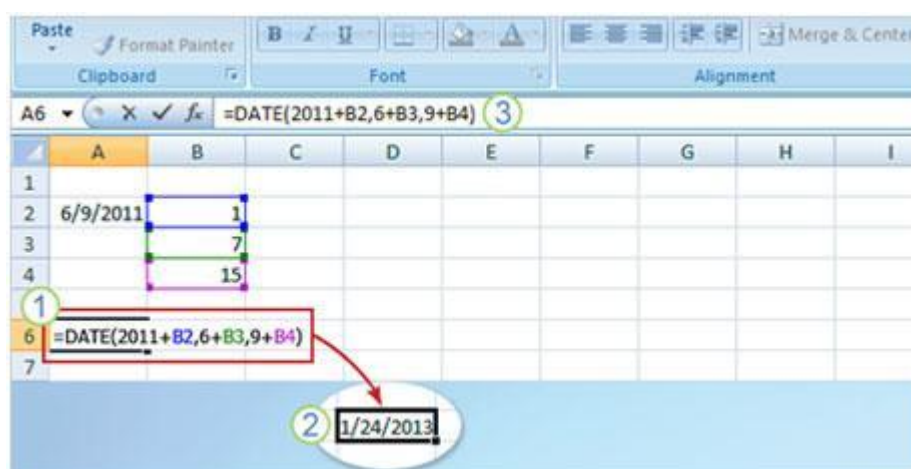 Paste Format Painter B I U A Merge & Center
Clipboard Font Alignment
A6 fx =DATE(2011+B2,6+B3,9+B4) 3
A B C D E F G H I
1
2 6/9/2011 1
3 7
4 15
1
6 =DATE(2011+B2,6+B3,9+B4)
7
2 1/24/2013